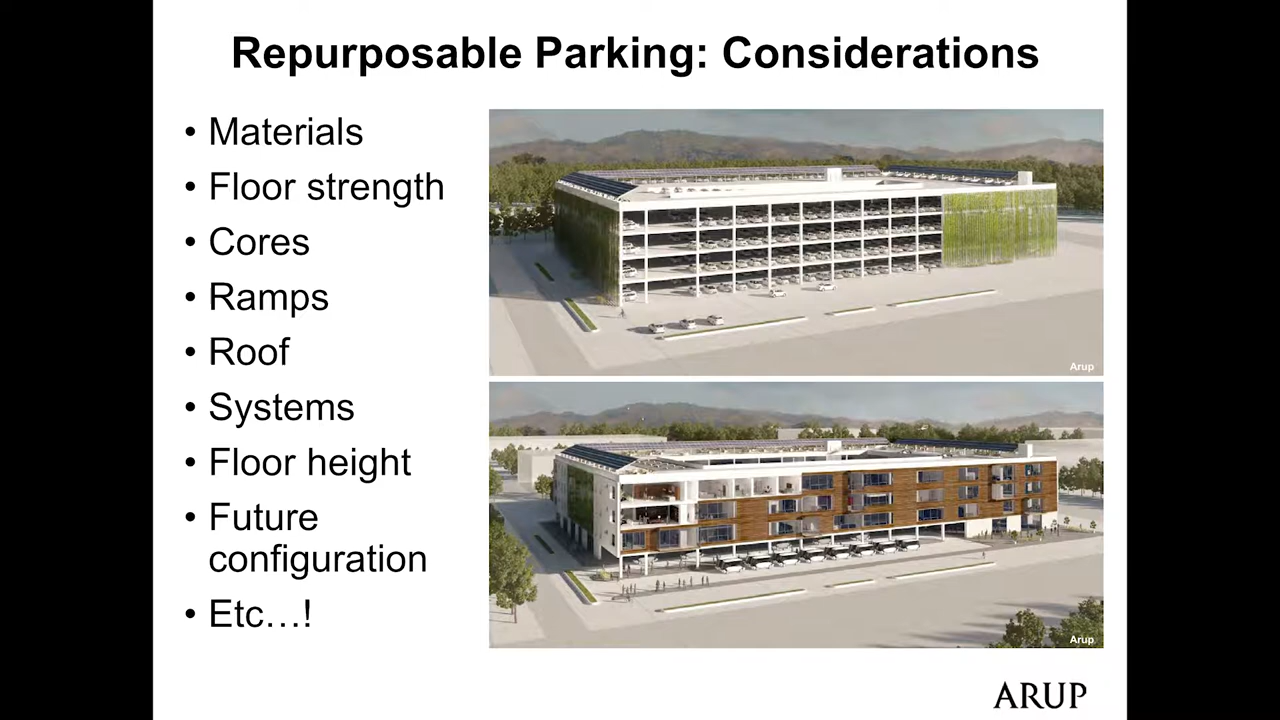 Repurposable Parking: Considerations
• Materials
• Floor strength
• Cores
• Ramps
• Roof
• Systems
• Floor height
• Future
configuration
• Etc…!
Arup
Arup
ARUP